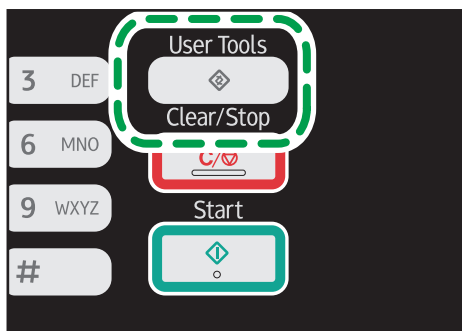 User Tools
3 DEF
Clear/Stop
6 MNO
C/
9 WXYZ
Start
#